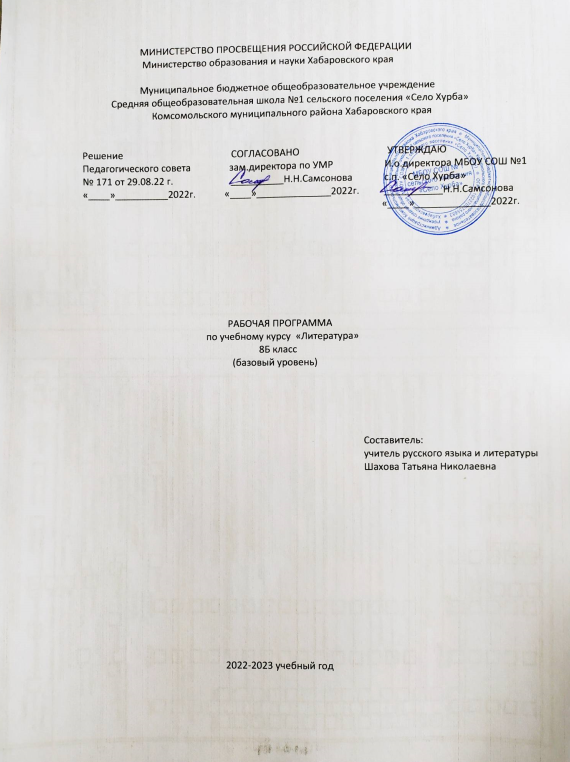 МИНИСТЕРСТВО ПРОСВЕЩЕНИЯ РОССИЙСКОЙ ФЕДЕРАЦИИ
Министерство образования и науки Хабаровского края
Муниципальное бюджетное общеобразовательное учреждение
Средняя общеобразовательная школа №1 сельского поселения «Село Хурба»
Комсомольского муниципального района Хабаровского края
Решение
Педагогического совета
№ 171 от 29.08.22 г.
«____»__________2022г.
СОГЛАСОВАНО
зам.директора по УМР
__________Н.Н.Самсонова
«____»______________2022г.
УТВЕРЖДАЮ
И.о.директора МБОУ СОШ №1
с.п. «Село Хурба»
___________Н.Н.Самсонова
«____»_______________2022г.
РАБОЧАЯ ПРОГРАММА
по учебному курсу «Литература»
8Б класс
(базовый уровень)
Составитель:
учитель русского языка и литературы
Шахова Татьяна Николаевна
2022-2023 учебный год